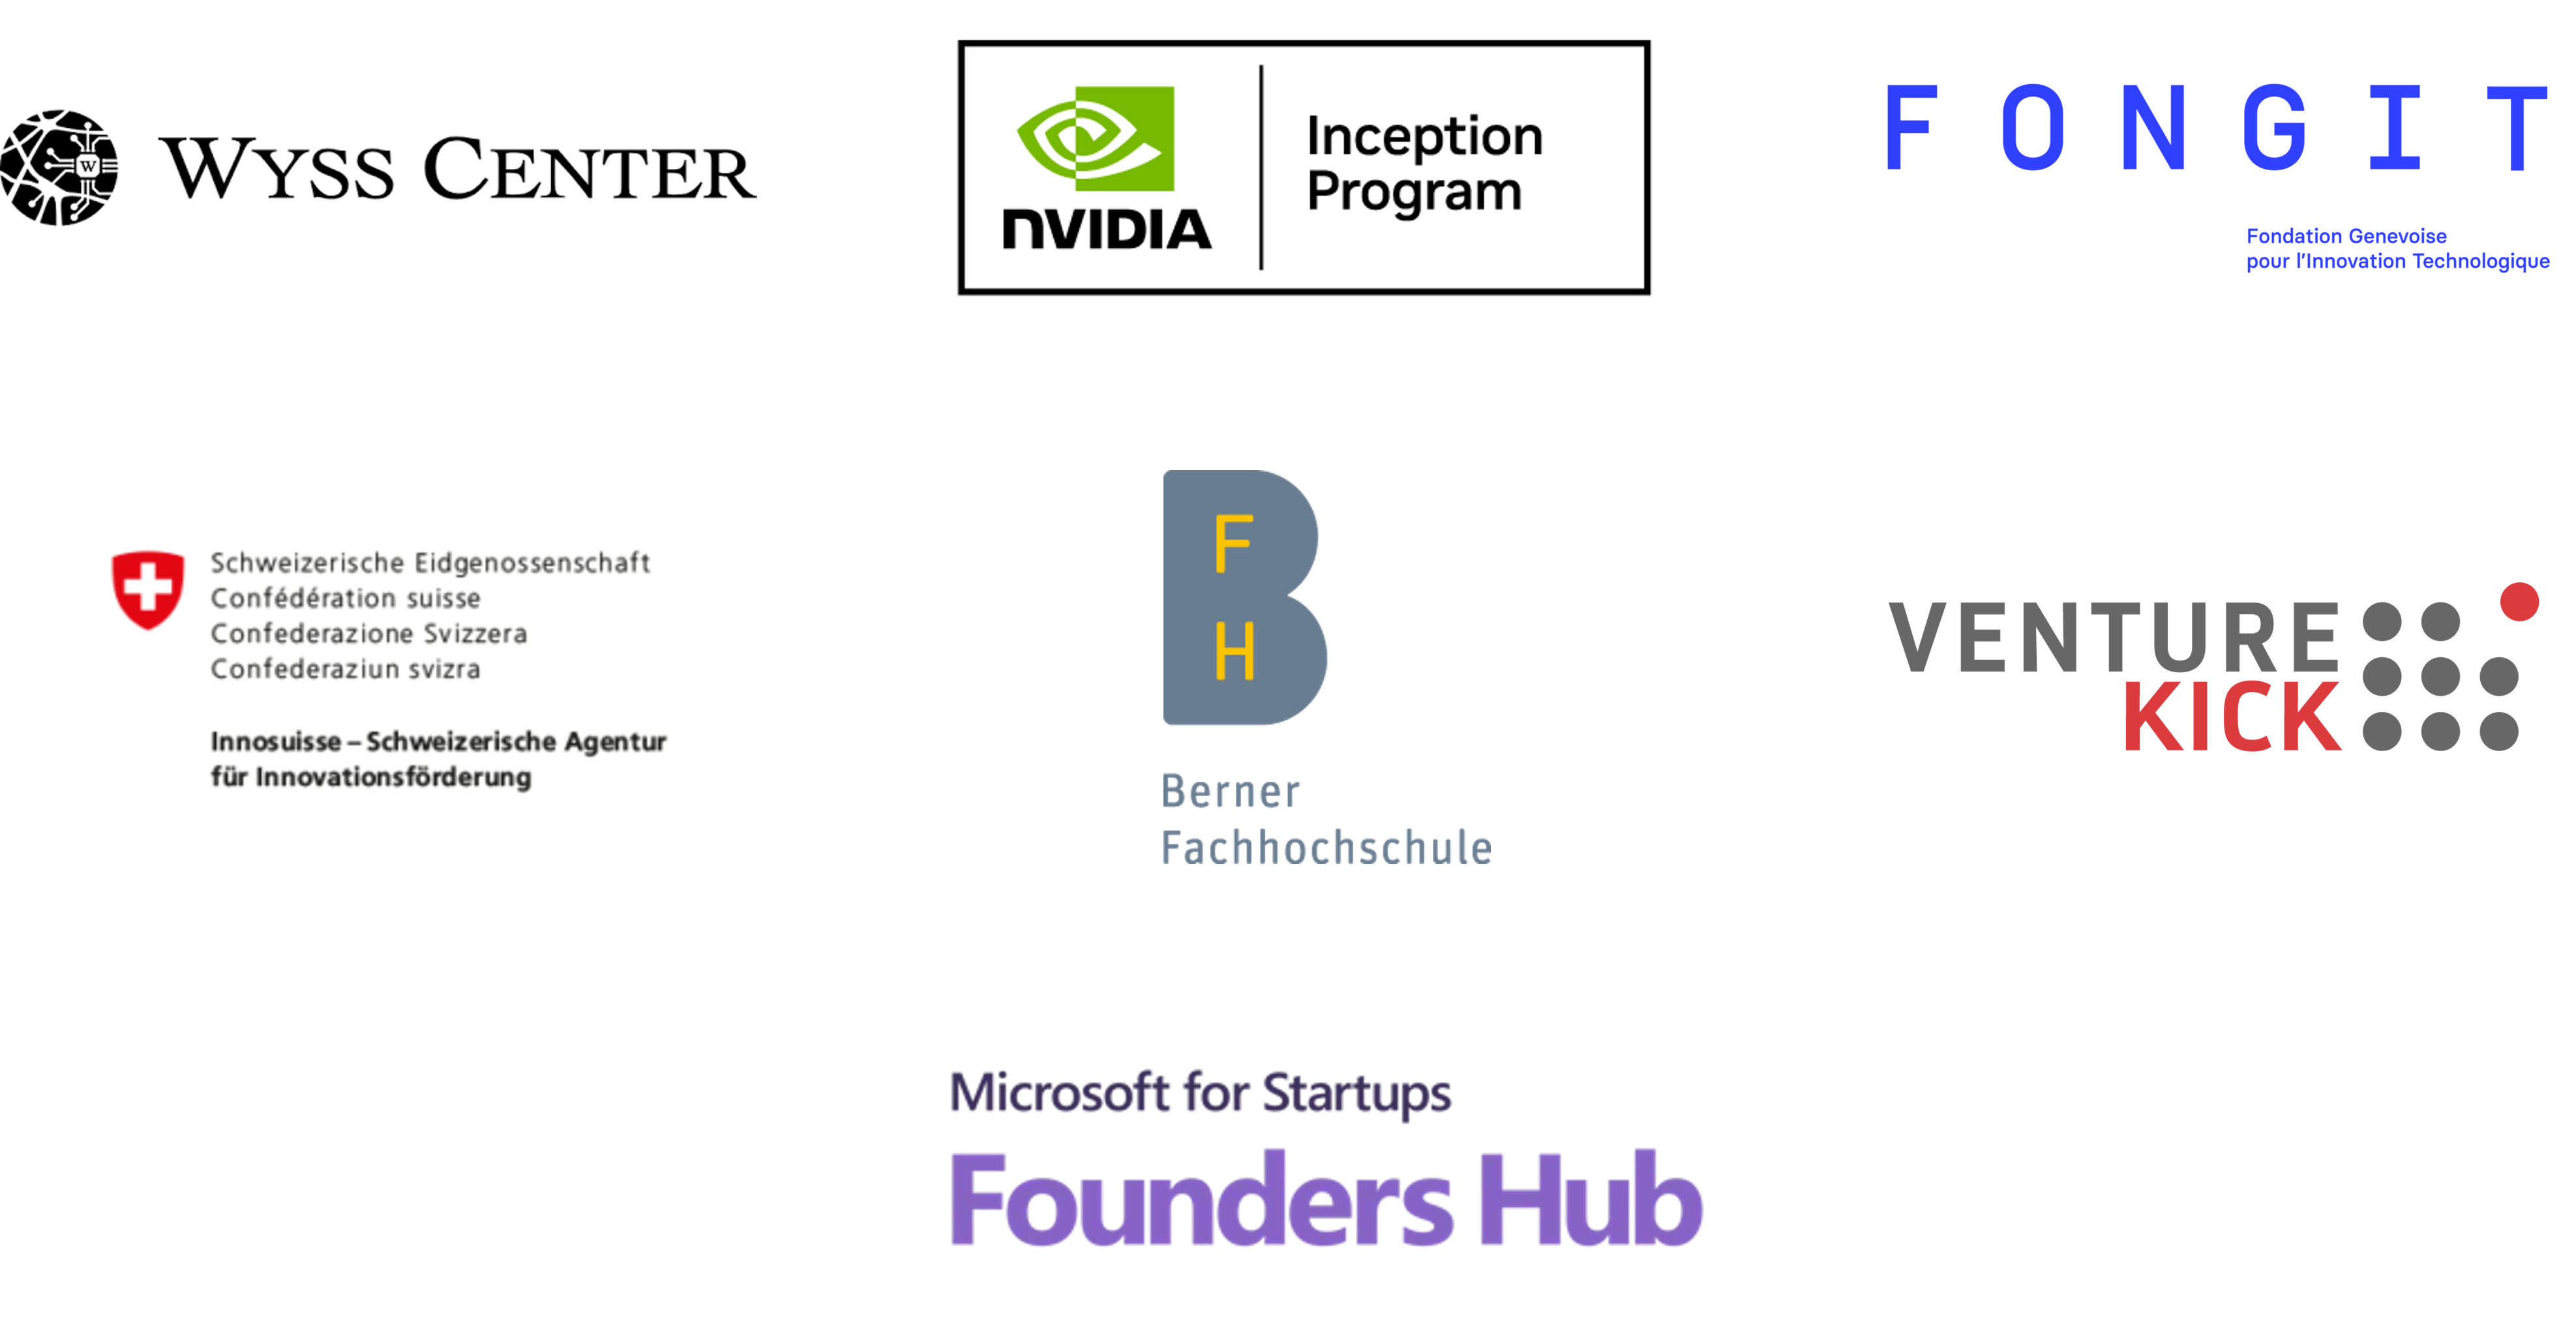 W
WYSS CENTER
nVIDIA
Inception
Program
FONGIT
Fondation Genevoise
pour l'Innovation Technologique
Schweizerische Eidgenossenschaft
Confédération suisse
Confederazione Svizzera
Confederaziun svizra
Innosuisse – Schweizerische Agentur
für Innovationsförderung
B
F
H
Berner
Fachhochschule
VENTURE
KICK
Microsoft for Startups
Founders Hub